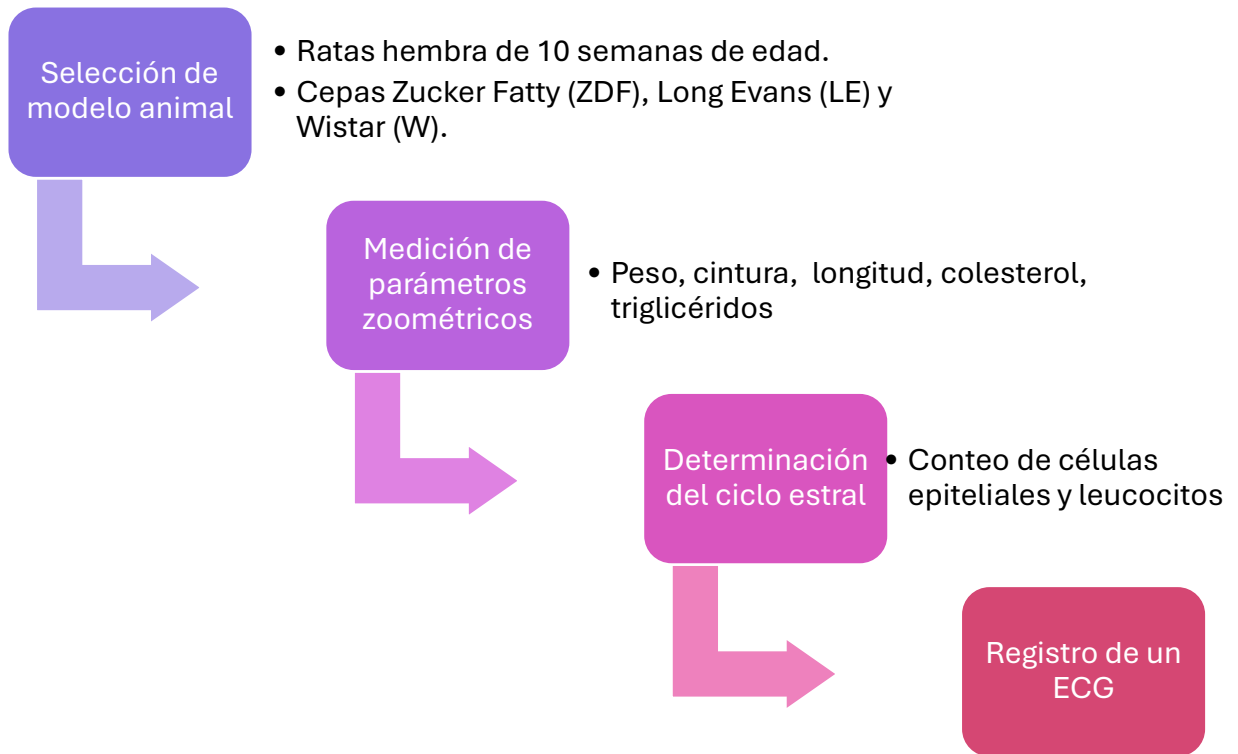 Selección de
modelo animal
• Ratas hembra de 10 semanas de edad.
• Cepas Zucker Fatty (ZDF), Long Evans (LE) y
Wistar (W).
Medición de
parámetros
zoométricos
• Peso, cintura, longitud, colesterol,
triglicéridos
Determinación
del ciclo estral
• Conteo de células
epiteliales y leucocitos
Registro de un
ECG